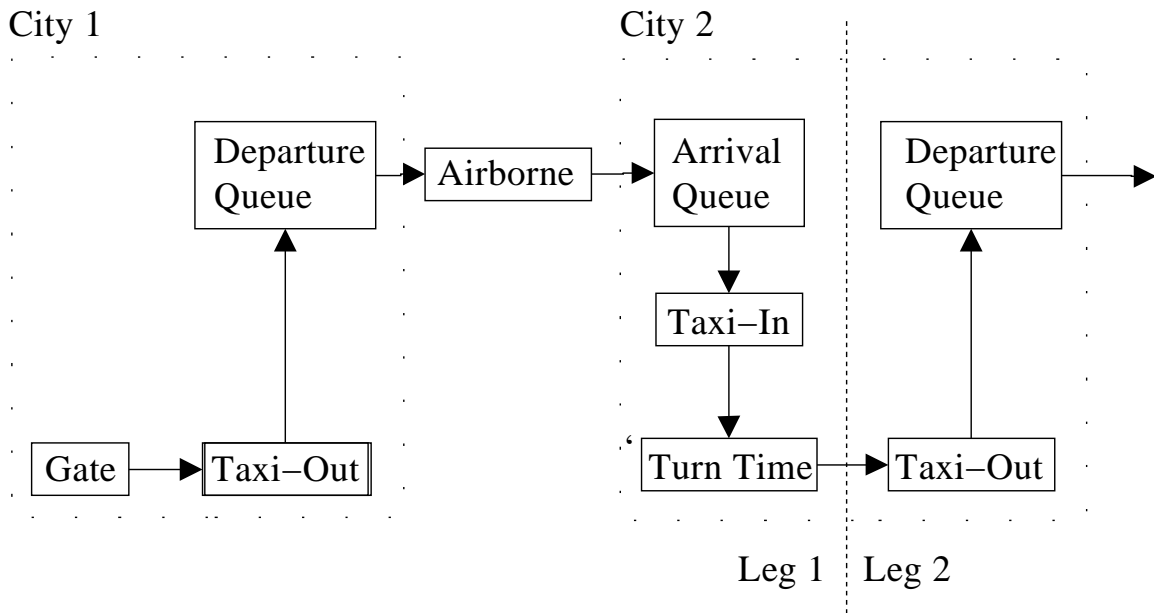 City 1
City 2
Departure
Queue
Airborne
Arrival
Queue
Departure
Queue
Taxi−In
Gate
Taxi−Out
‘
Turn Time
Taxi−Out
Leg 1
Leg 2